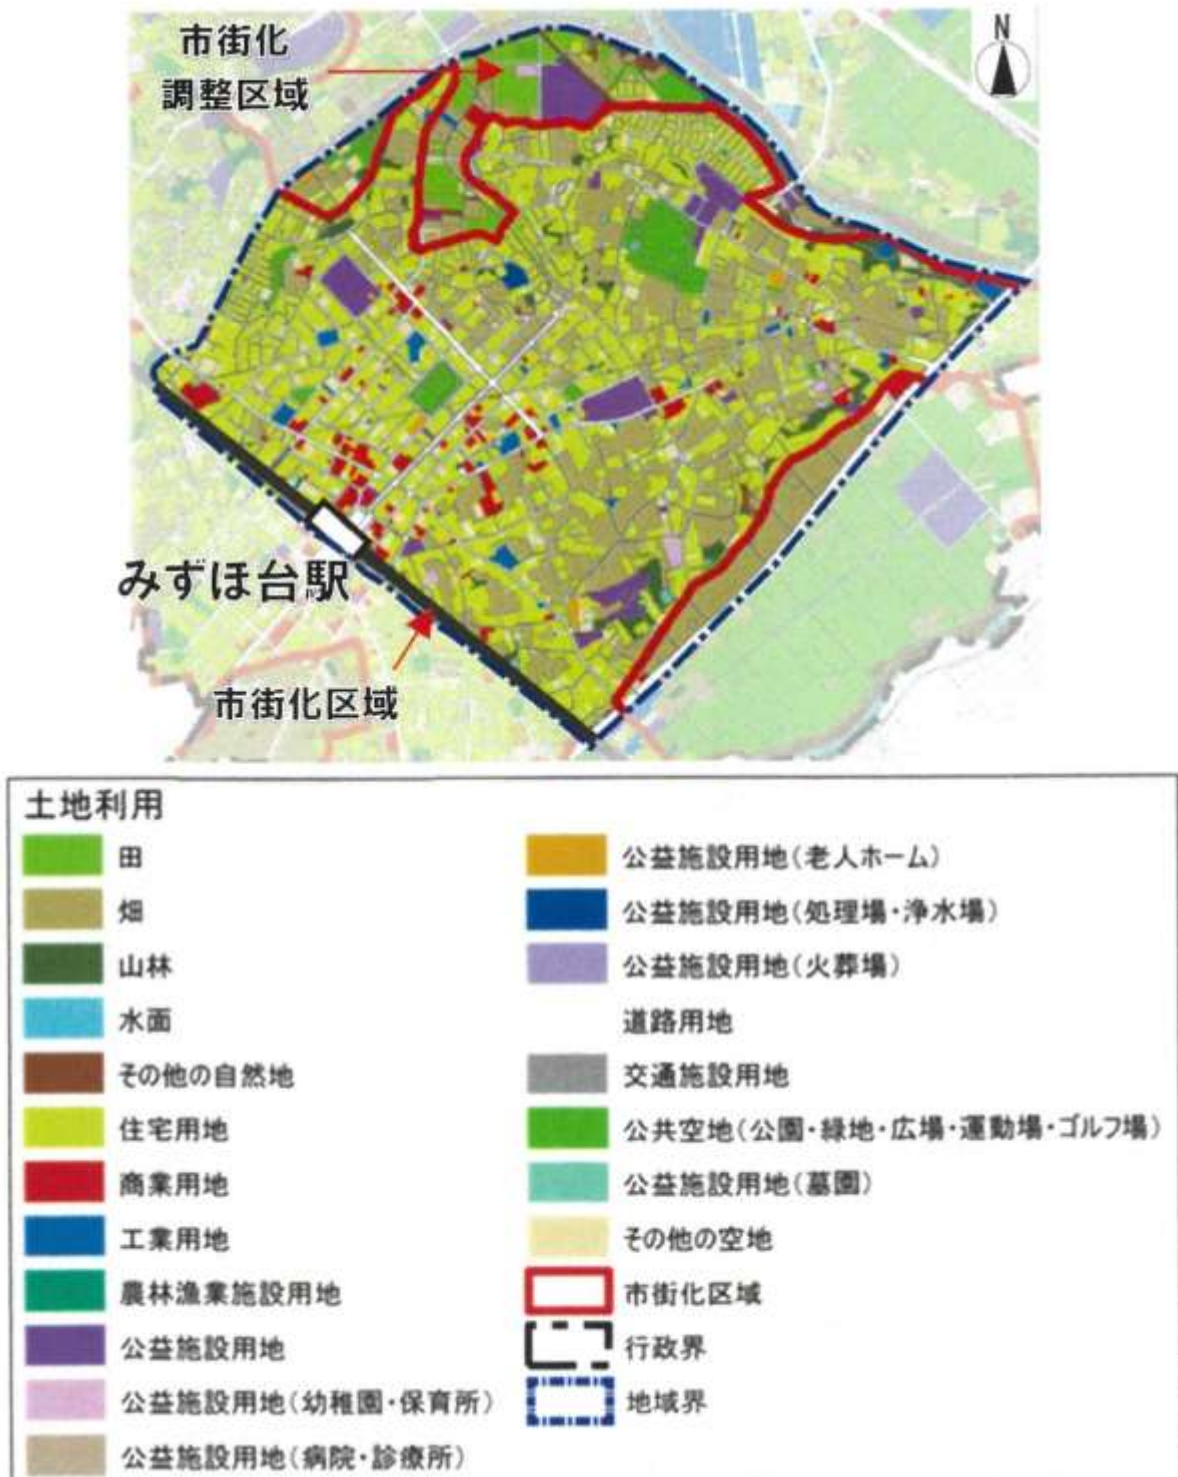 市街化
調整区域
N
みずほ台駅
市街化区域
土地利用
田
畑
山林
水面
その他の自然地
住宅用地
商業用地
工業用地
農林漁業施設用地
公益施設用地
公益施設用地(幼稚園・保育所)
公益施設用地(病院・診療所)
公益施設用地(老人ホーム)
公益施設用地(処理場・浄水場)
公益施設用地(火葬場)
道路用地
交通施設用地
公共空地(公園・緑地・広場・運動場・ゴルフ場)
公益施設用地(墓園)
その他の空地
市街化区域
行政界
地域界